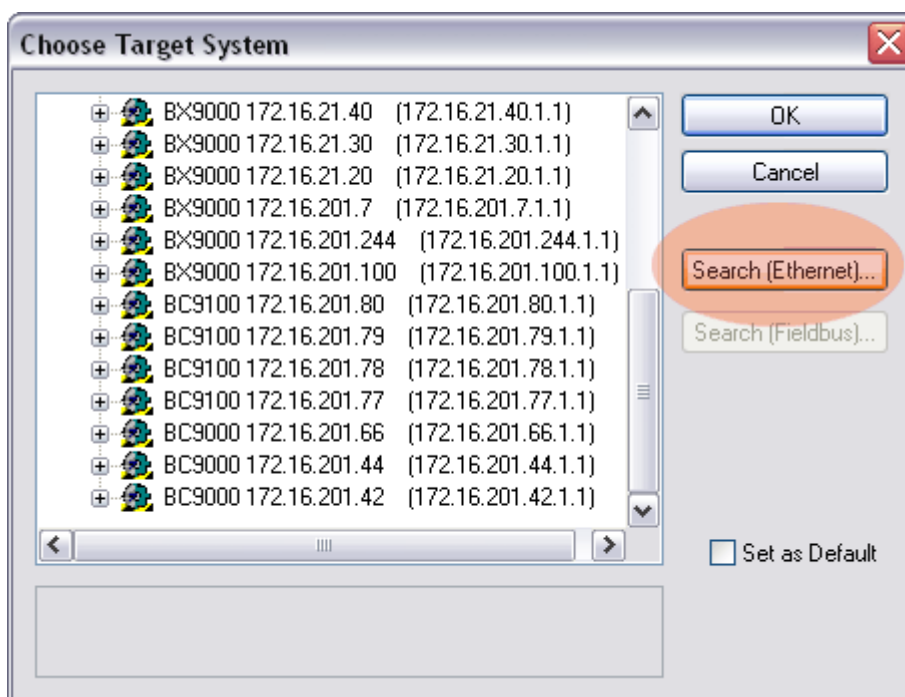 Choose Target System
BX9000 172.16.21.40 (172.16.21.40.1.1)
BX9000 172.16.21.30 (172.16.21.30.1.1)
BX9000 172.16.21.20 (172.16.21.20.1.1)
BX9000 172.16.201.7 (172.16.201.7.1.1)
BX9000 172.16.201.244 (172.16.201.244.1.1)
BX9000 172.16.201.100 (172.16.201.100.1.1)
BC9100 172.16.201.80 (172.16.201.80.1.1)
BC9100 172.16.201.79 (172.16.201.79.1.1)
BC9100 172.16.201.78 (172.16.201.78.1.1)
BC9100 172.16.201.77 (172.16.201.77.1.1)
BC9000 172.16.201.66 (172.16.201.66.1.1)
BC9000 172.16.201.44 (172.16.201.44.1.1)
BC9000 172.16.201.42 (172.16.201.42.1.1)
OK
Cancel
Search (Ethernet)...
Search (Fieldbus)...
Set as Default